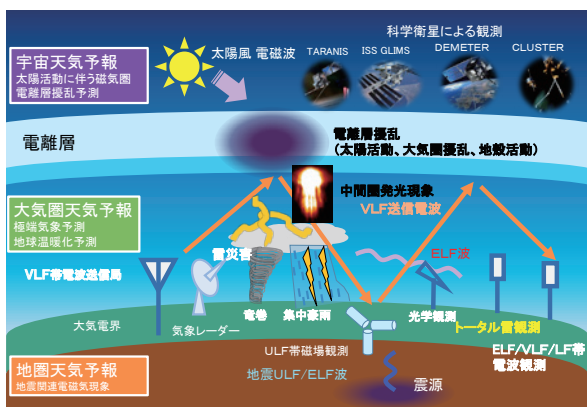 科学衛星による観測
宇宙天気予報
太陽活動に伴う磁気圏
電離層擾乱予測
太陽風 電磁波
TARANIS
ISS GLIMS
DEMETER
CLUSTER
電離層
電離層擾乱
(太陽活動、大気圏擾乱、地殻活動)
中間圏発光現象
VLF送信電波
大気圏天気予報
極端気象予測
地球温暖化予測
VLF帯電波送信局
雷災害
ELF波
大気電界
気象レーダー
竜巻
集中豪雨
光学観測
トータル雷観測
ULF帯磁場観測
ELF/VLF/LF帯
電波観測
地圏天気予報
地震関連電磁気現象
地震ULF/ELF波
震源